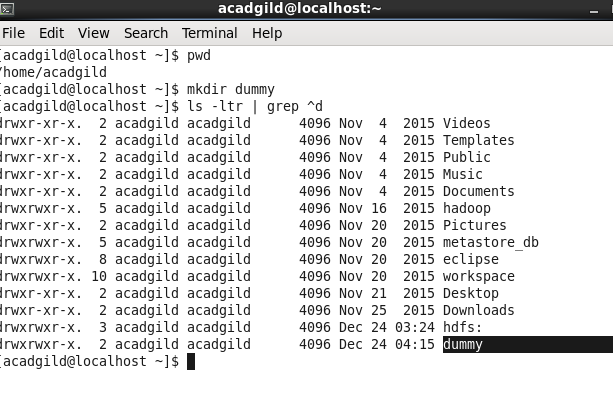 acadgild@localhost:~
File Edit View Search Terminal Help
[acadgild@localhost ~]$ pwd
/home/acadgild
[acadgild@localhost ~]$ mkdir dummy
[acadgild@localhost ~]$ ls -ltr | grep ^d
drwxr-xr-x.  2 acadgild acadgild      4096 Nov  4  2015 Videos
drwxr-xr-x.  2 acadgild acadgild      4096 Nov  4  2015 Templates
drwxr-xr-x.  2 acadgild acadgild      4096 Nov  4  2015 Public
drwxr-xr-x.  2 acadgild acadgild      4096 Nov  4  2015 Music
drwxr-xr-x.  2 acadgild acadgild      4096 Nov  4  2015 Documents
drwxrwxr-x.  5 acadgild acadgild      4096 Nov 16  2015 hadoop
drwxr-xr-x.  2 acadgild acadgild      4096 Nov 20  2015 Pictures
drwxrwxr-x.  5 acadgild acadgild      4096 Nov 20  2015 metastore_db
drwxrwxr-x.  8 acadgild acadgild      4096 Nov 20  2015 eclipse
drwxrwxr-x. 10 acadgild acadgild      4096 Nov 20  2015 workspace
drwxr-xr-x.  2 acadgild acadgild      4096 Nov 21  2015 Desktop
drwxr-xr-x.  2 acadgild acadgild      4096 Nov 25  2015 Downloads
drwxrwxr-x.  3 acadgild acadgild      4096 Dec 24 03:24 hdfs:
drwxrwxr-x.  2 acadgild acadgild      4096 Dec 24 04:15 dummy
[acadgild@localhost ~]$